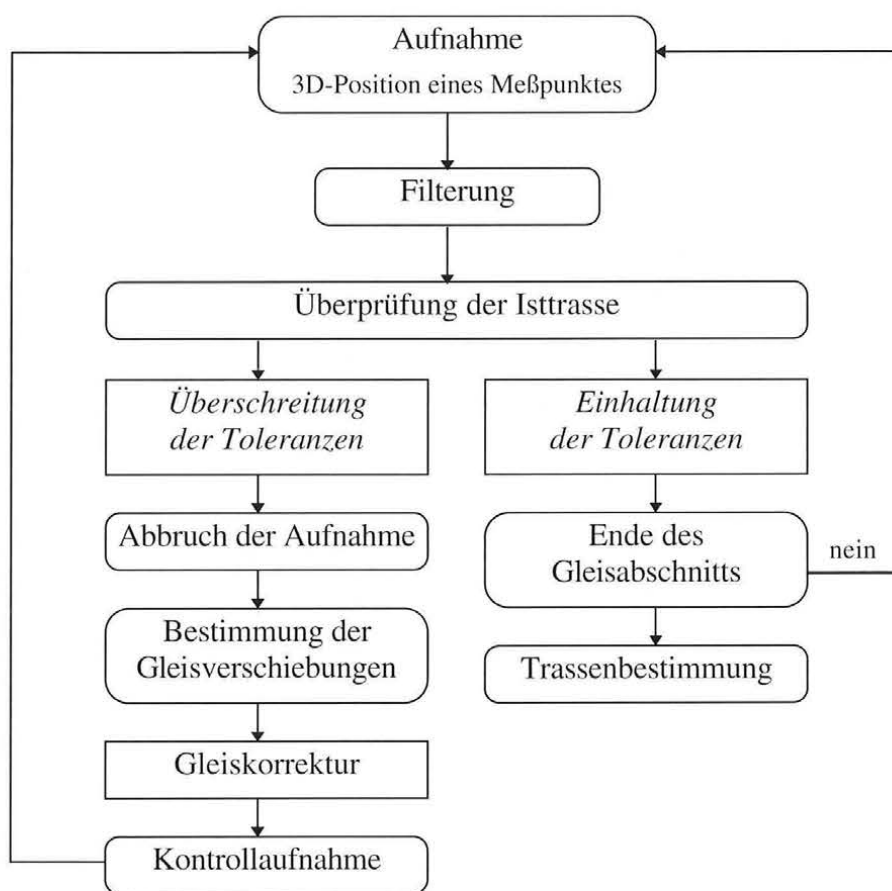 Aufnahme
3D-Position eines Meßpunktes
Filterung
Überprüfung der Isttrasse
Überschreitung
der Toleranzen
Einhaltung
der Toleranzen
Abbruch der Aufnahme
Ende des
Gleisabschnitts
nein
Bestimmung der
Gleisverschiebungen
Trassenbestimmung
Gleiskorrektur
Kontrollaufnahme